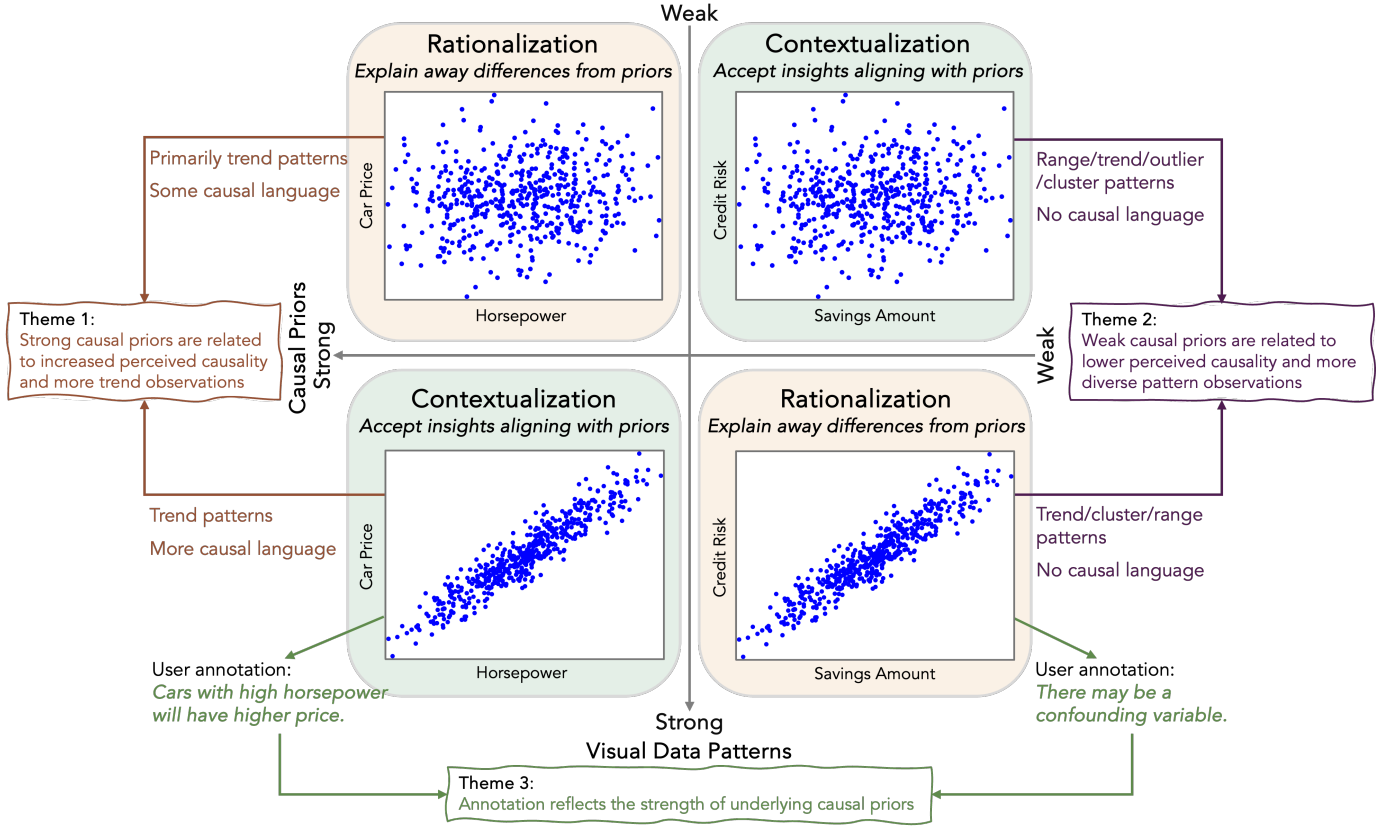 Weak
Rationalization
Explain away differences from priors
Car Price
Horsepower
Contextualization
Accept insights aligning with priors
Credit Risk
Savings Amount
Primarily trend patterns
Some causal language
Range/trend/outlier
/cluster patterns
No causal language
Theme 1:
Strong causal priors are related
to increased perceived causality
and more trend observations
Causal Priors
Strong
Weak
Theme 2:
Weak causal priors are related to
lower perceived causality and more
diverse pattern observations
Contextualization
Accept insights aligning with priors
Car Price
Horsepower
Rationalization
Explain away differences from priors
Credit Risk
Savings Amount
Trend patterns
More causal language
Trend/cluster/range
patterns
No causal language
User annotation:
Cars with high horsepower
will have higher price.
User annotation:
There may be a
confounding variable.
Strong
Visual Data Patterns
Theme 3:
Annotation reflects the strength of underlying causal priors